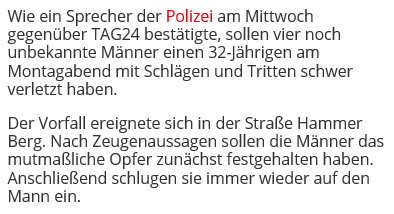 Wie ein Sprecher der Polizei am Mittwoch
gegenüber TAG24 bestätigte, sollen vier noch
unbekannte Männer einen 32-Jährigen am
Montagabend mit Schlägen und Tritten schwer
verletzt haben.
Der Vorfall ereignete sich in der Straße Hammer
Berg. Nach Zeugenaussagen sollen die Männer das
mutmaßliche Opfer zunächst festgehalten haben.
Anschließend schlugen sie immer wieder auf den
Mann ein.